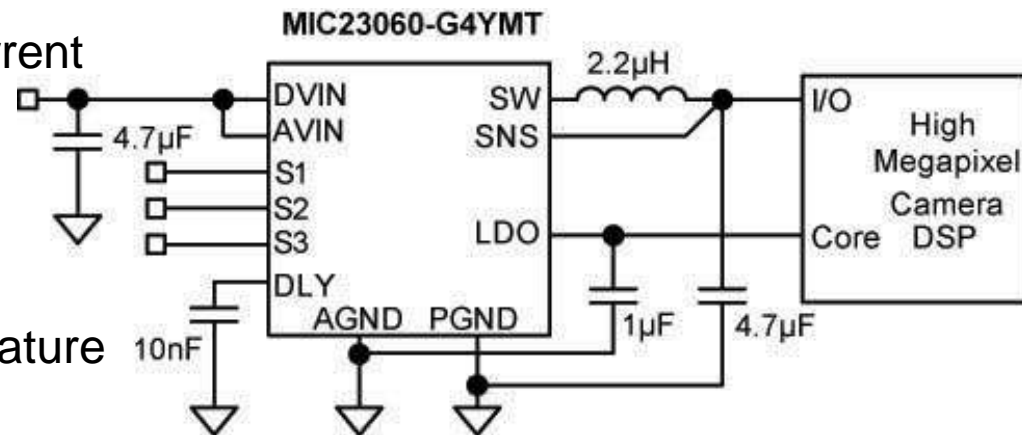 MIC23060-G4YMT
rrent
2.2µH
DVIN
SW
I/O
AVIN
SNS
4.7µF
High
Megapixel
Camera
DSP
S1
S2
S3
LDO
Core
DLY
AGND
PGND
1µF
4.7µF
ature
10nF